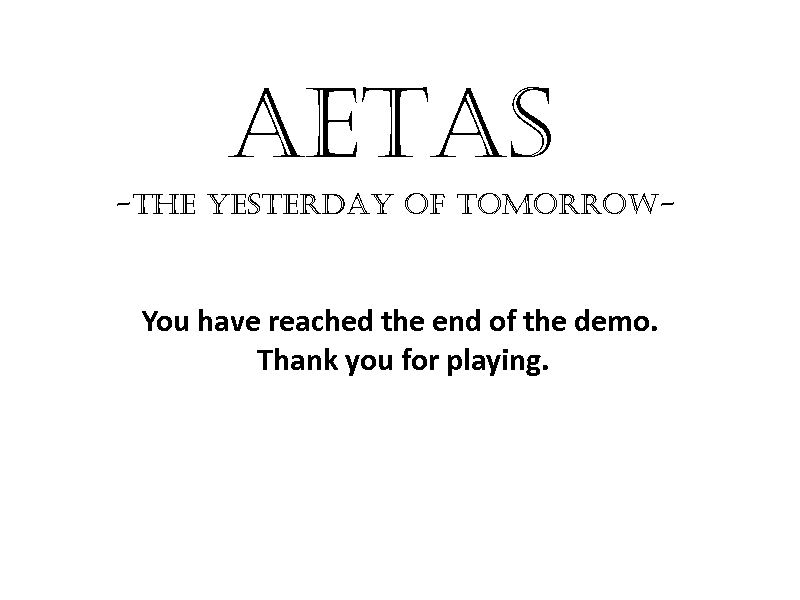 AETAS
-THE YESTERDAY OF TOMORROW-
You have reached the end of the demo.
Thank you for playing.